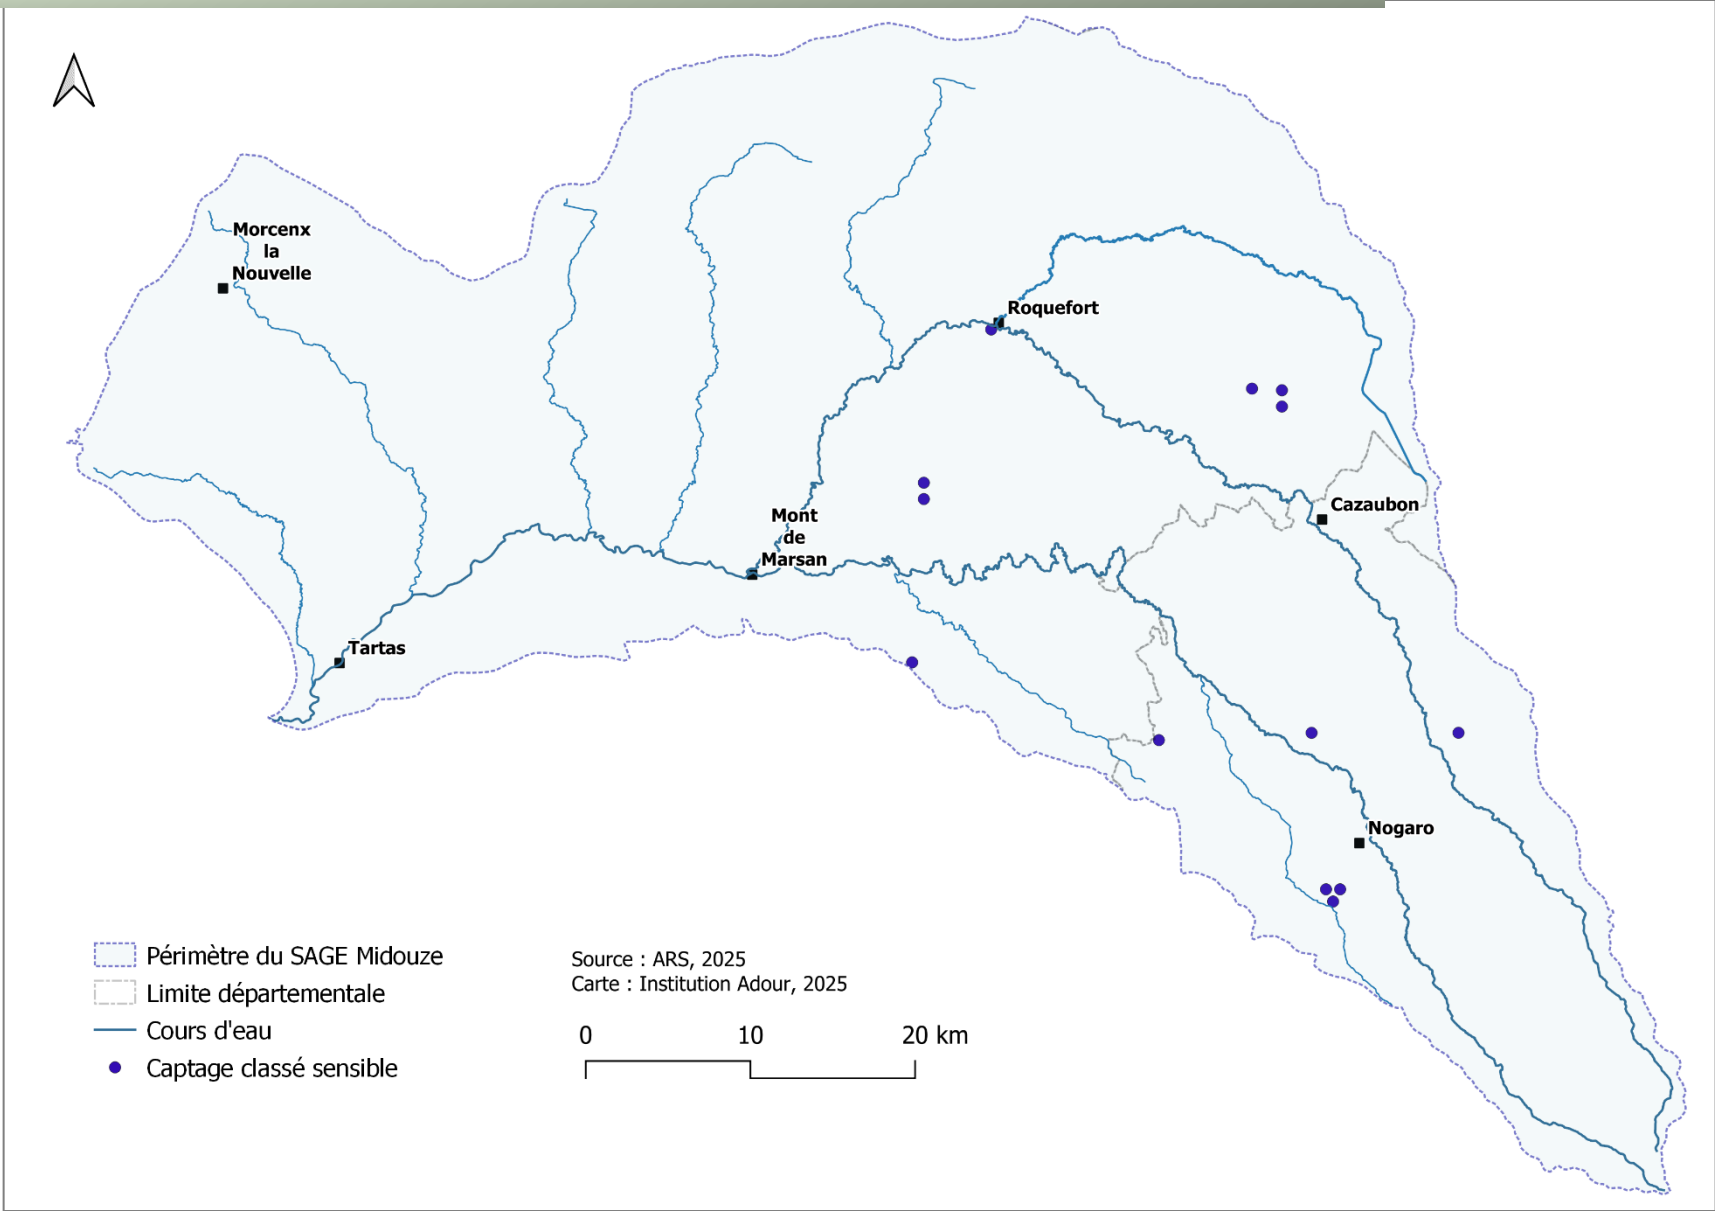 Morcenx
la
Nouvelle
Roquefort
Cazaubon
Mont
de
Marsan
Tartas
Nogaro
Périmètre du SAGE Midouze
Limite départementale
Cours d'eau
Captage classé sensible
Source : ARS, 2025
Carte : Institution Adour, 2025
0 10 20 km